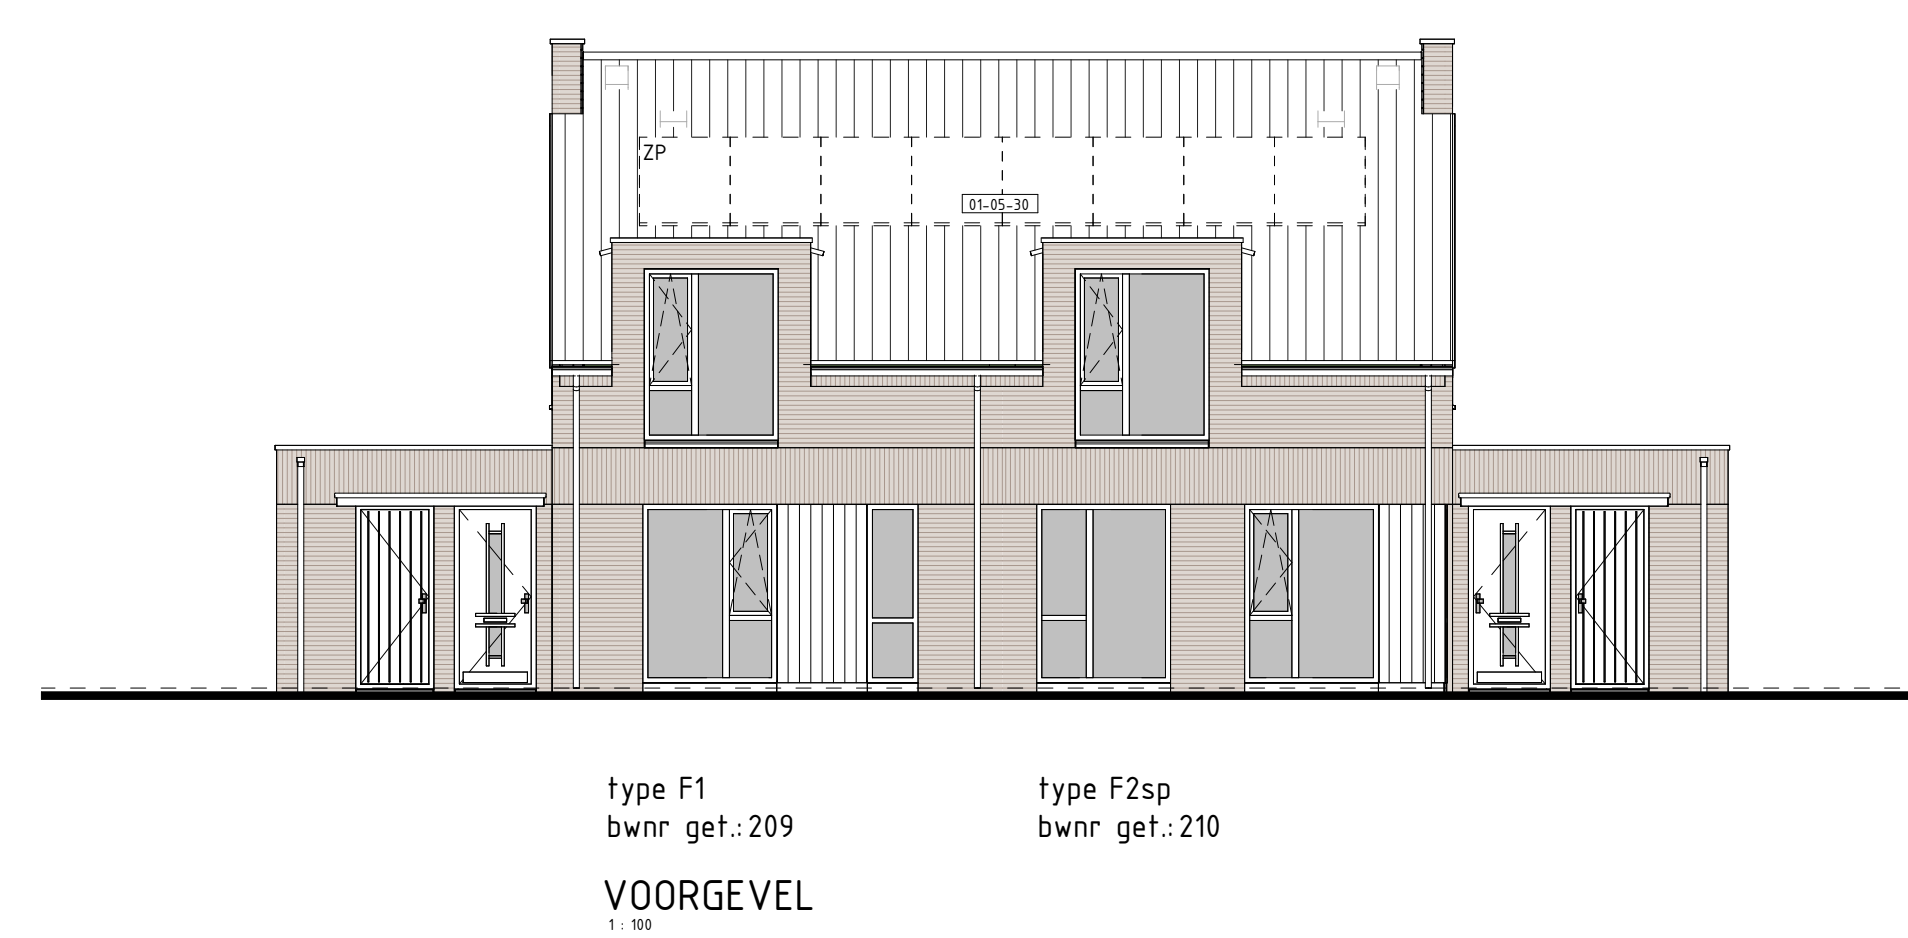 ZP
01-05-30
type F1
bwnr get.: 209
type F2sp
bwnr get.: 210
VOORGEVEL
1 : 100